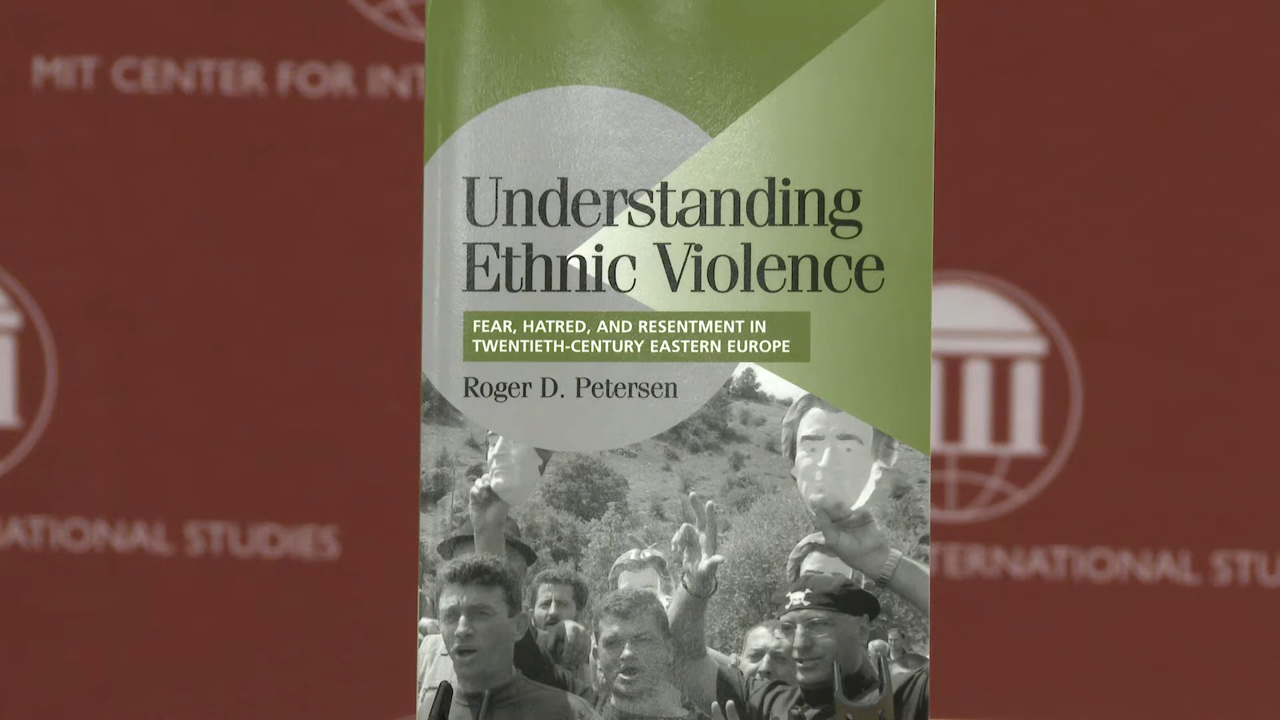 MIT CENTER FOR INT
Understanding
Ethnic Violence
FEAR, HATRED, AND RESENTMENT IN
TWENTIETH-CENTURY EASTERN EUROPE
Roger D. Petersen
ATIONAL STUDIES
TERNATIONAL STU